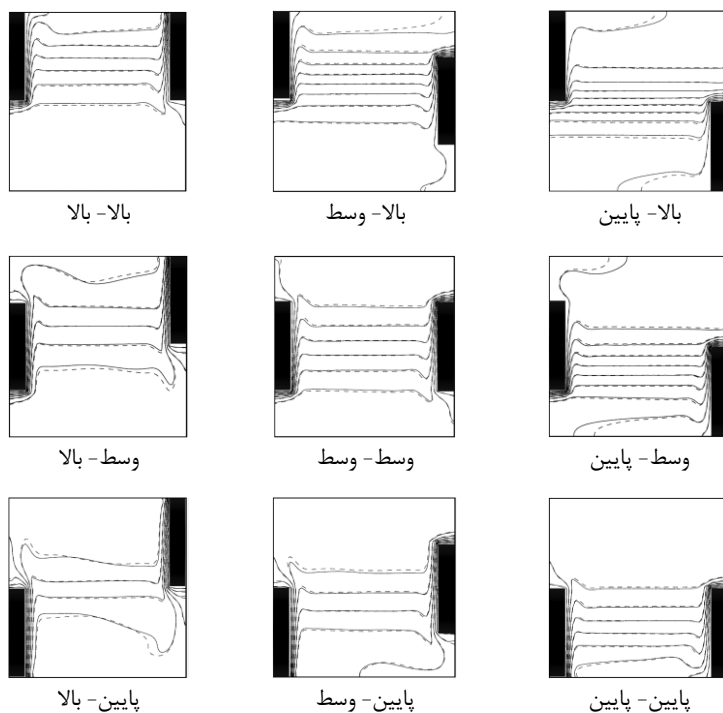 بالا- بالا
بالا- وسط
بالا- پایین
وسط- بالا
وسط- وسط
وسط- پایین
پایین- بالا
پایین- وسط
پایین- پایین